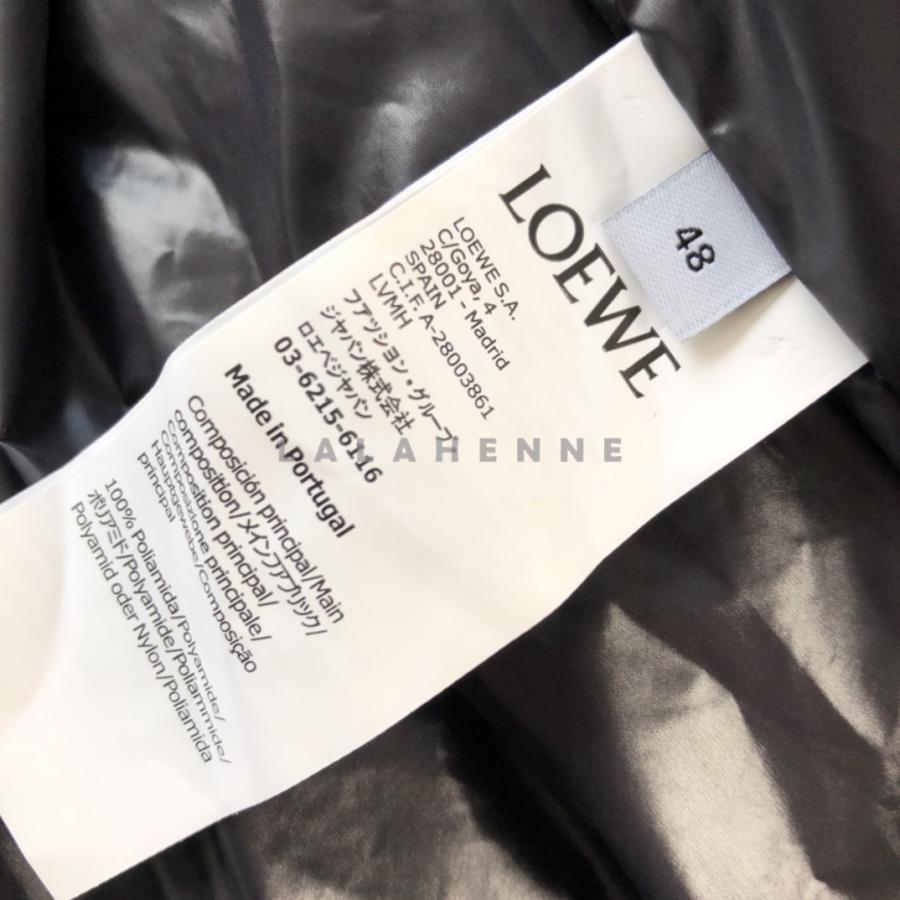 LOEWE
48
LOEWE S.A.
C/Goya, 4
28001 - Madrid
SPAIN
C.I.F. A-28003861
LVMH
ファッション・グループ
ジャパン株式会社
ロエベジャパン
03-6215-6116
Made in Portugal
Composición principal/Main
composition/メインファアブリック/
Composition principal/
Composizione principale/
Hauptgewebe/Composição
principal
100% Poliamida/Polyamide/
ポリアミド/Polyamide/Poliammide/
Polyamid oder Nylon/Poliamida
LALAHENNE